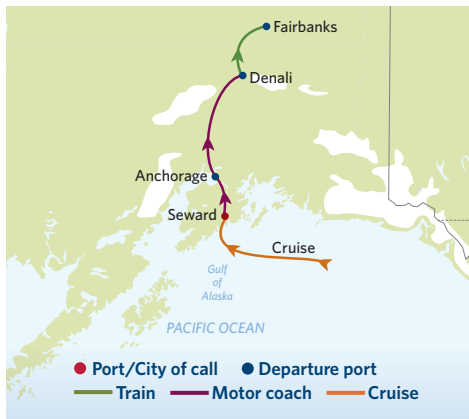 Fairbanks
Denali
Anchorage
Seward
Cruise
Gulf
of
Alaska
PACIFIC OCEAN
Port/City of call Departure port
Train Motor coach Cruise